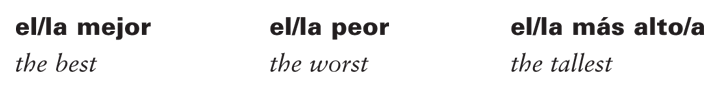 el/la mejor el/la peor el/la más alto/a
the best the worst the tallest